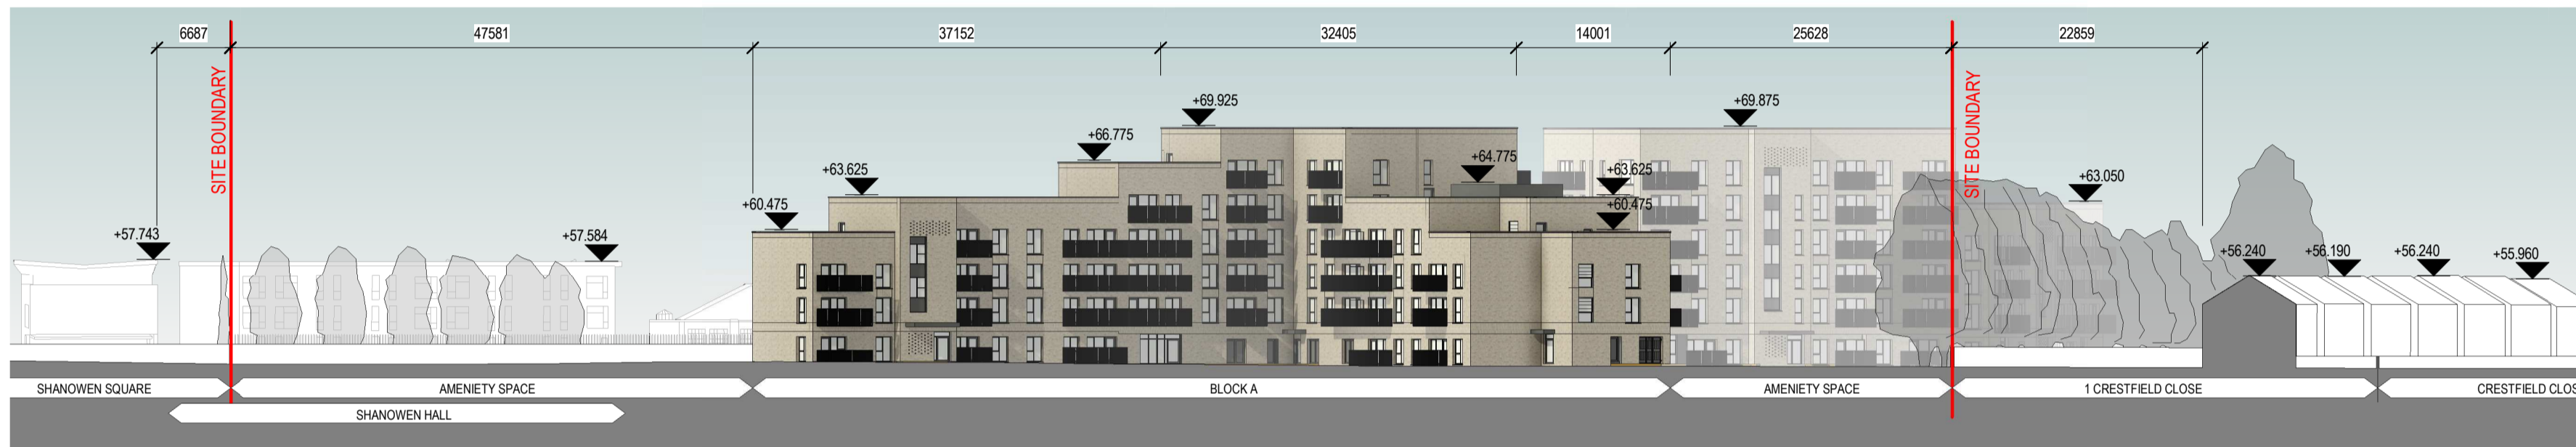 6687
47581
37152
32405
14001
25628
22859
SITE BOUNDARY
SITE BOUNDARY
+69.925
+69.875
+66.775
+64.775
+63.625
+63.625
+63.050
+60.475
+60.475
+57.743
+57.584
+56.240
+56.190
+56.240
+55.960
SHANOWEN SQUARE
AMENIETY SPACE
BLOCK A
AMENIETY SPACE
1 CRESTFIELD CLOSE
CRESTFIELD CLOS
SHANOWEN HALL